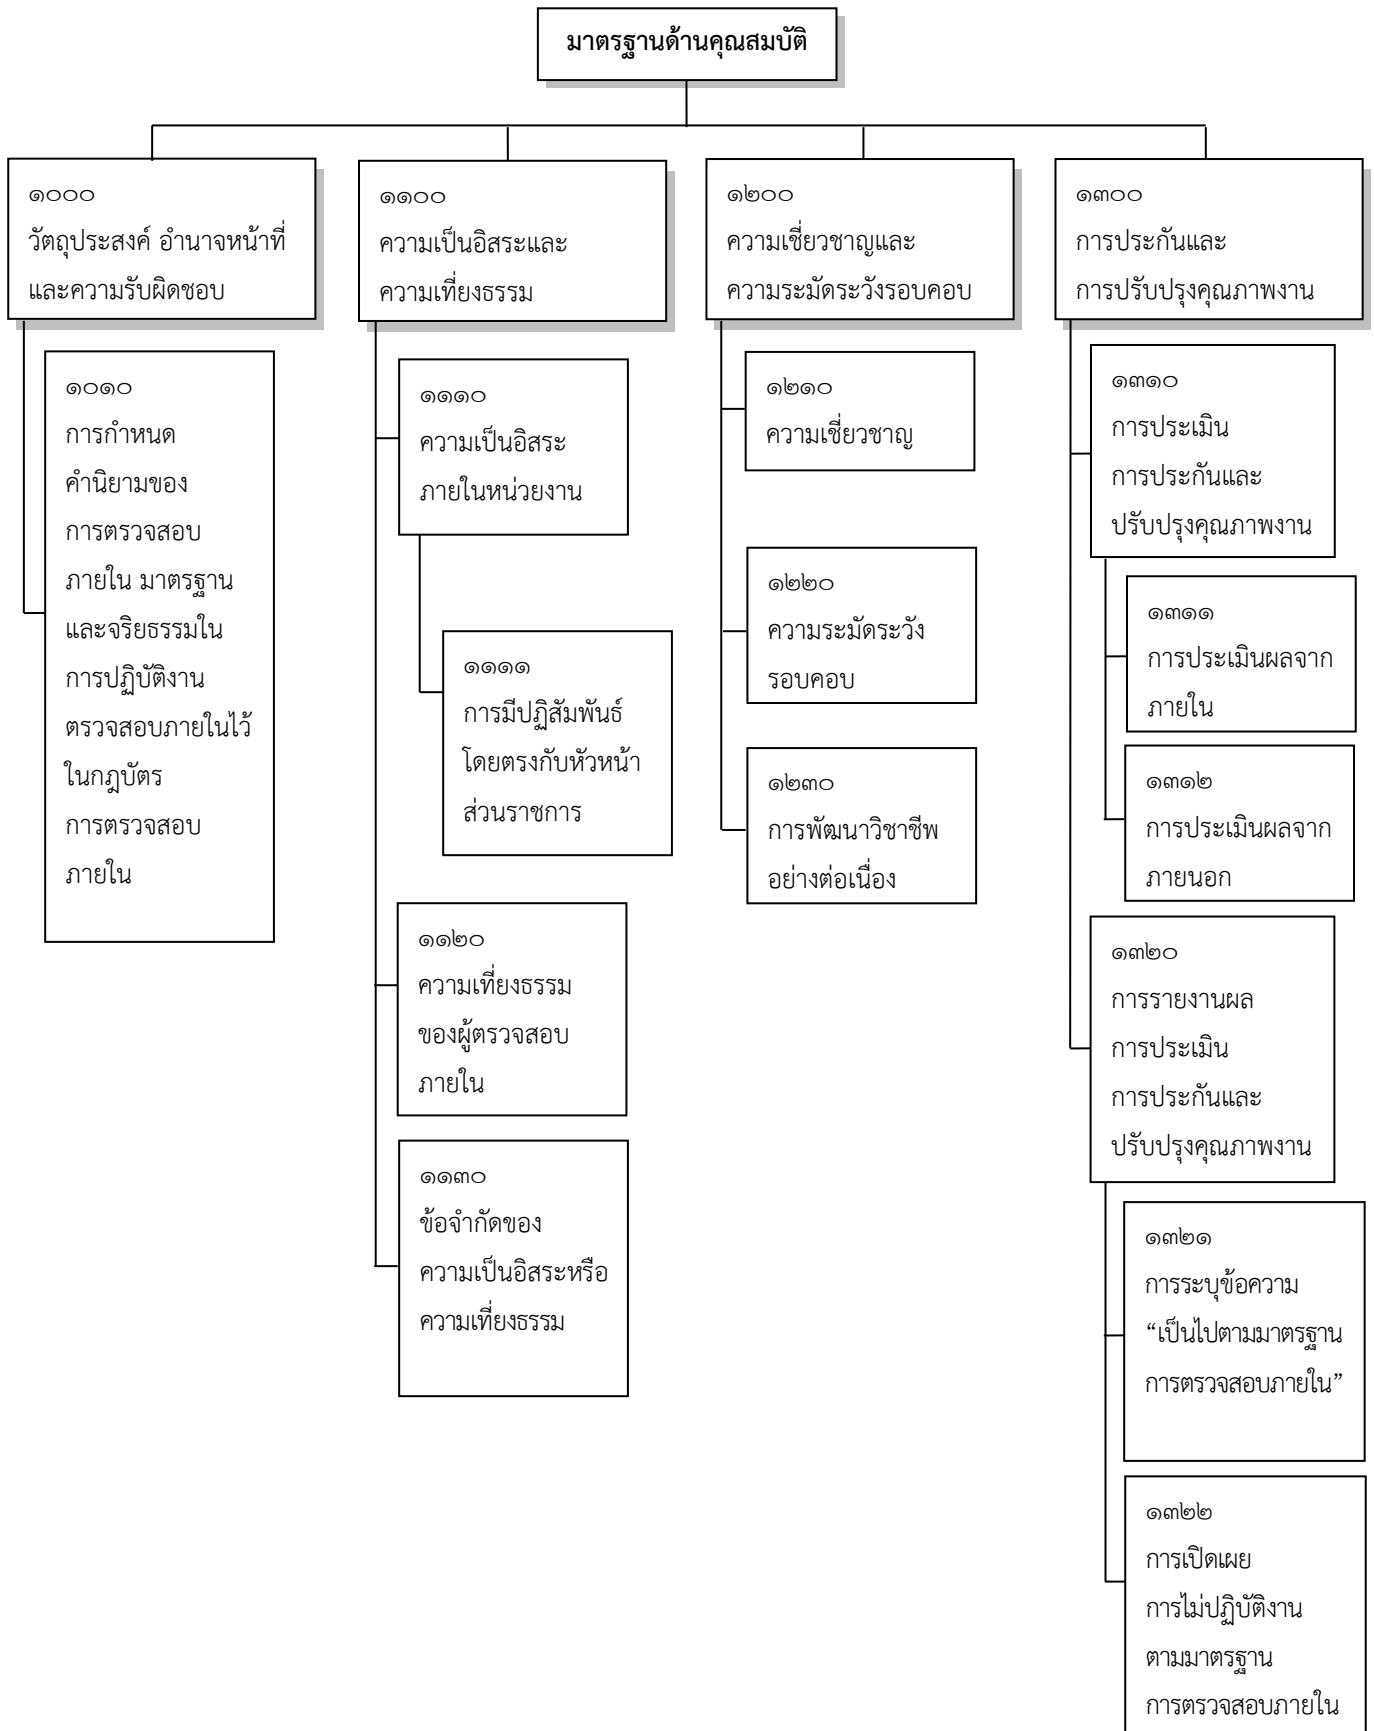 มาตรฐานด้านคุณสมบัติ
๑๐๐๐
วัตถุประสงค์ อำนาจหน้าที่
และความรับผิดชอบ
๑๐๑๐
การกำหนด
คำนิยามของ
การตรวจสอบ
ภายใน มาตรฐาน
และจริยธรรมใน
การปฏิบัติงาน
ตรวจสอบภายในไว้
ในกฎบัตร
การตรวจสอบ
ภายใน
๑๑๐๐
ความเป็นอิสระและ
ความเที่ยงธรรม
๑๑๑๐
ความเป็นอิสระ
ภายในหน่วยงาน
๑๑๑๑
การมีปฏิสัมพันธ์
โดยตรงกับหัวหน้า
ส่วนราชการ
๑๑๒๐
ความเที่ยงธรรม
ของผู้ตรวจสอบ
ภายใน
๑๑๓๐
ข้อจำกัดของ
ความเป็นอิสระหรือ
ความเที่ยงธรรม
๑๒๐๐
ความเชี่ยวชาญและ
ความระมัดระวังรอบคอบ
๑๒๑๐
ความเชี่ยวชาญ
๑๒๒๐
ความระมัดระวัง
รอบคอบ
๑๒๓๐
การพัฒนาวิชาชีพ
อย่างต่อเนื่อง
๑๓๐๐
การประกันและ
การปรับปรุงคุณภาพงาน
๑๓๑๐
การประเมิน
การประกันและ
ปรับปรุงคุณภาพงาน
๑๓๑๑
การประเมินผลจาก
ภายใน
๑๓๑๒
การประเมินผลจาก
ภายนอก
๑๓๒๐
การรายงานผล
การประเมิน
การประกันและ
ปรับปรุงคุณภาพงาน
๑๓๒๑
การระบุข้อความ
“เป็นไปตามมาตรฐาน
การตรวจสอบภายใน”
๑๓๒๒
การเปิดเผย
การไม่ปฏิบัติงาน
ตามมาตรฐาน
การตรวจสอบภายใน